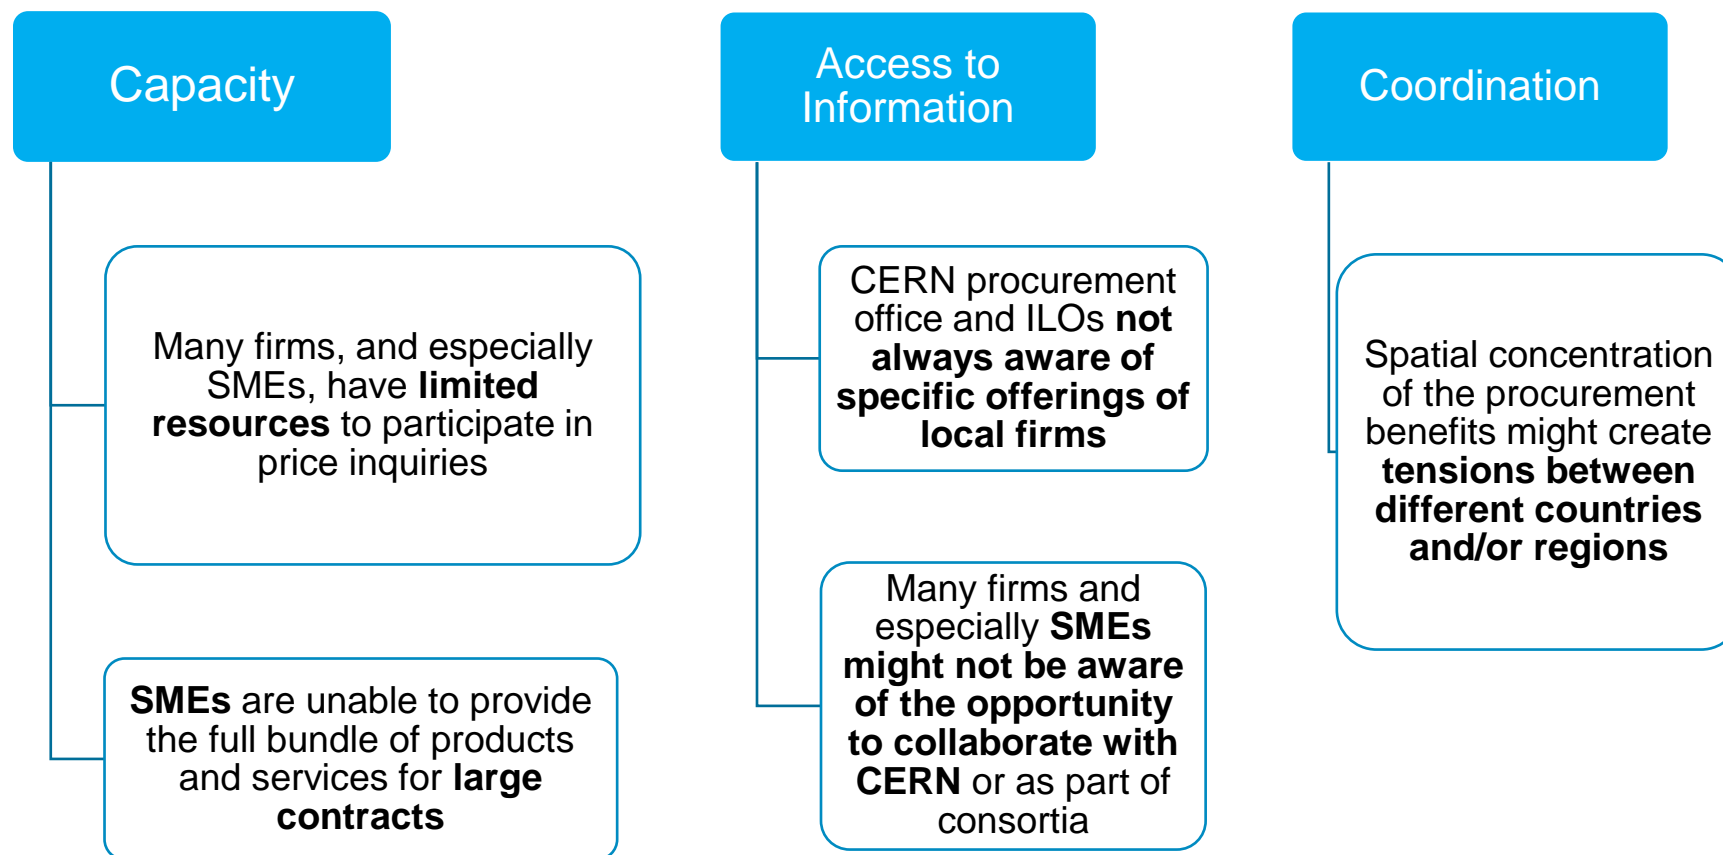 Capacity
Many firms, and especially
SMEs, have limited
resources to participate in
price inquiries
SMEs are unable to provide
the full bundle of products
and services for large
contracts
Access to
Information
CERN procurement
office and ILOs not
always aware of
specific offerings of
local firms
Many firms and
especially SMEs
might not be aware
of the opportunity
to collaborate with
CERN or as part of
consortia
Coordination
Spatial concentration
of the procurement
benefits might create
tensions between
different countries
and/or regions